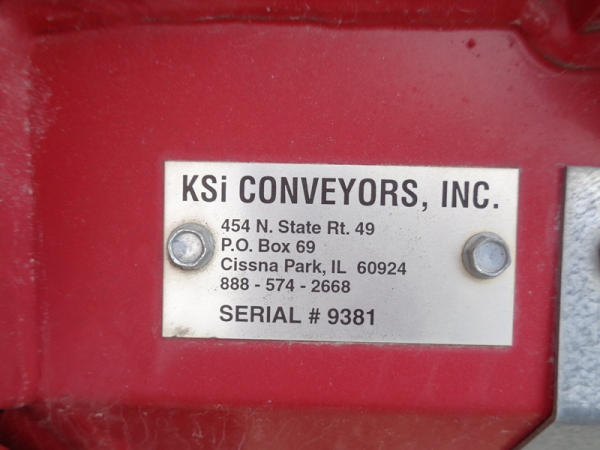 KSi CONVEYORS, INC.
454 N. State Rt. 49
P.O. Box 69
Cissna Park, IL 60924
888 - 574 - 2668
SERIAL # 9381